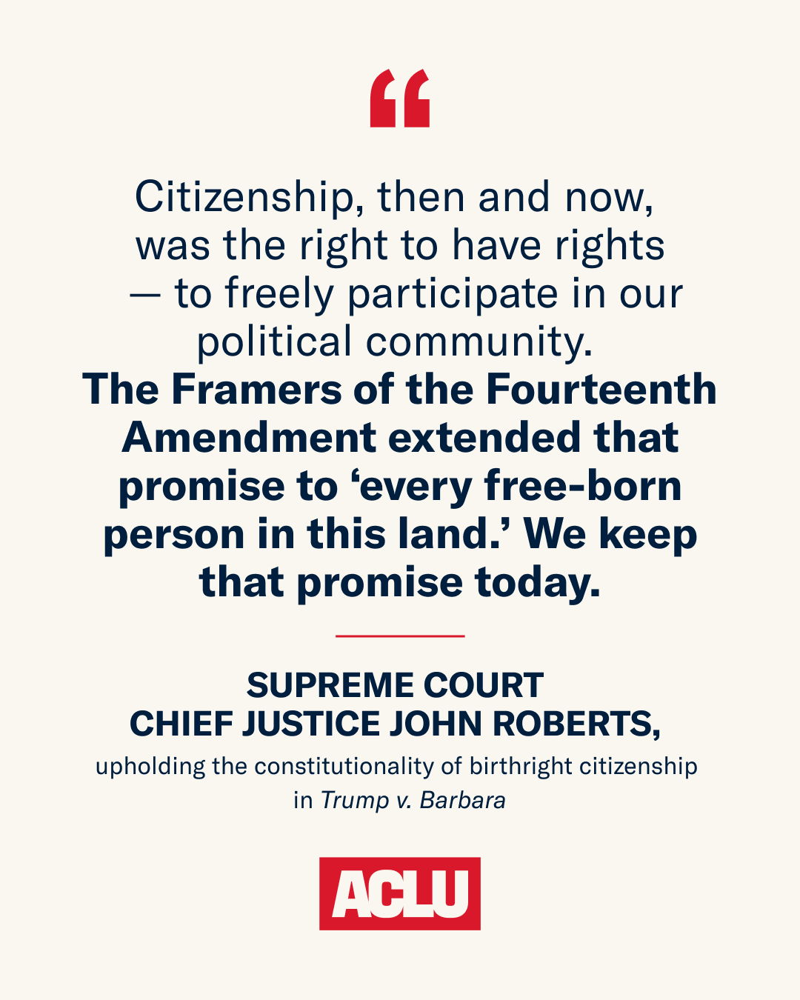 “
Citizenship, then and now,
was the right to have rights
— to freely participate in our
political community.
The Framers of the Fourteenth
Amendment extended that
promise to ‘every free-born
person in this land.’ We keep
that promise today.
SUPREME COURT
CHIEF JUSTICE JOHN ROBERTS,
upholding the constitutionality of birthright citizenship
in Trump v. Barbara
ACLU